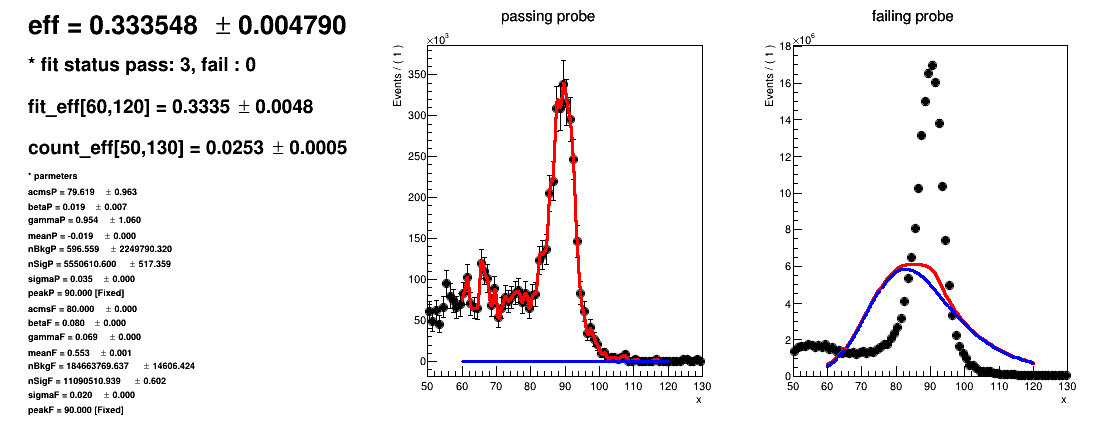 eff = 0.333548 ± 0.004790
* fit status pass: 3, fail : 0
fit_eff[60,120] = 0.3335 ± 0.0048
count_eff[50,130] = 0.0253 ± 0.0005
* parmeters
acmsP = 79.619 ± 0.963
betaP = 0.019 ± 0.007
gammaP = 0.954 ± 1.060
meanP = -0.019 ± 0.000
nBkgP = 596.559 ± 2249790.320
nSigP = 5550610.600 ± 517.359
sigmaP = 0.035 ± 0.000
peakP = 90.000 [Fixed]
acmsF = 80.000 ± 0.000
betaF = 0.080 ± 0.000
gammaF = 0.069 ± 0.000
meanF = 0.553 ± 0.001
nBkgF = 184663769.637 ± 14606.424
nSigF = 11090510.939 ± 0.602
sigmaF = 0.020 ± 0.000
peakF = 90.000 [Fixed]
passing probe
×10³
Events / ( 1 )
350
300
250
200
150
100
50
0
50 60 70 80 90 100 110 120 130
x
failing probe
×10⁶
Events / ( 1 )
18
16
14
12
10
8
6
4
2
0
50 60 70 80 90 100 110 120 130
x